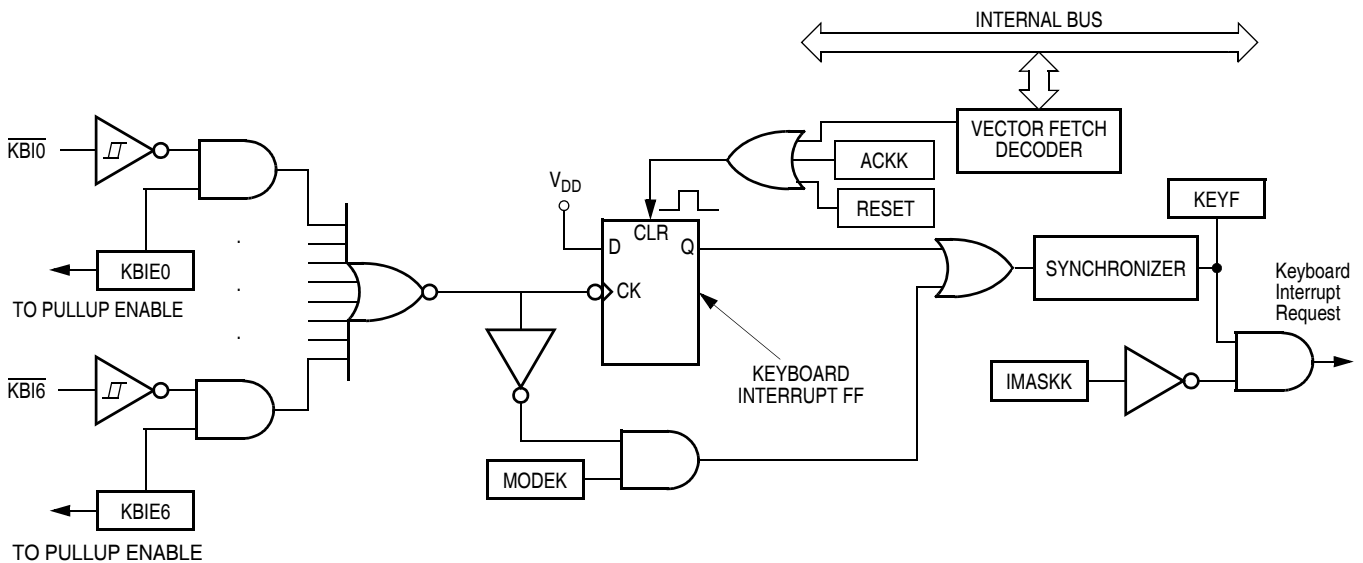 INTERNAL BUS
KBI0
VECTOR FETCH
DECODER
ACKK
VDD
RESET
KEYF
CLR
D
Q
KBIE0
SYNCHRONIZER
Keyboard
Interrupt
Request
CK
TO PULLUP ENABLE
KEYBOARD
INTERRUPT FF
KBI6
IMASKK
MODEK
KBIE6
TO PULLUP ENABLE